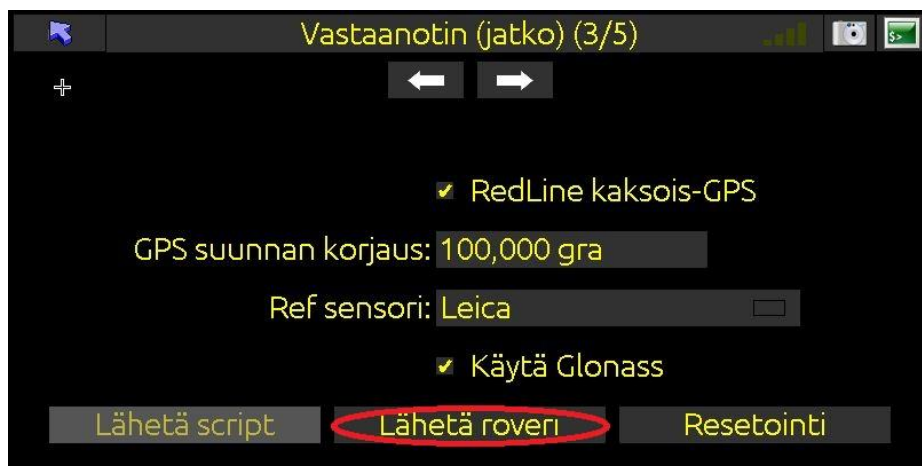 Vastaanotin (jatko) (3/5)
$>
RedLine kaksois-GPS
GPS suunnan korjaus: 100,000 gra
Ref sensori: Leica
Käytä Glonass
Lähetä script Lähetä roveri Resetointi